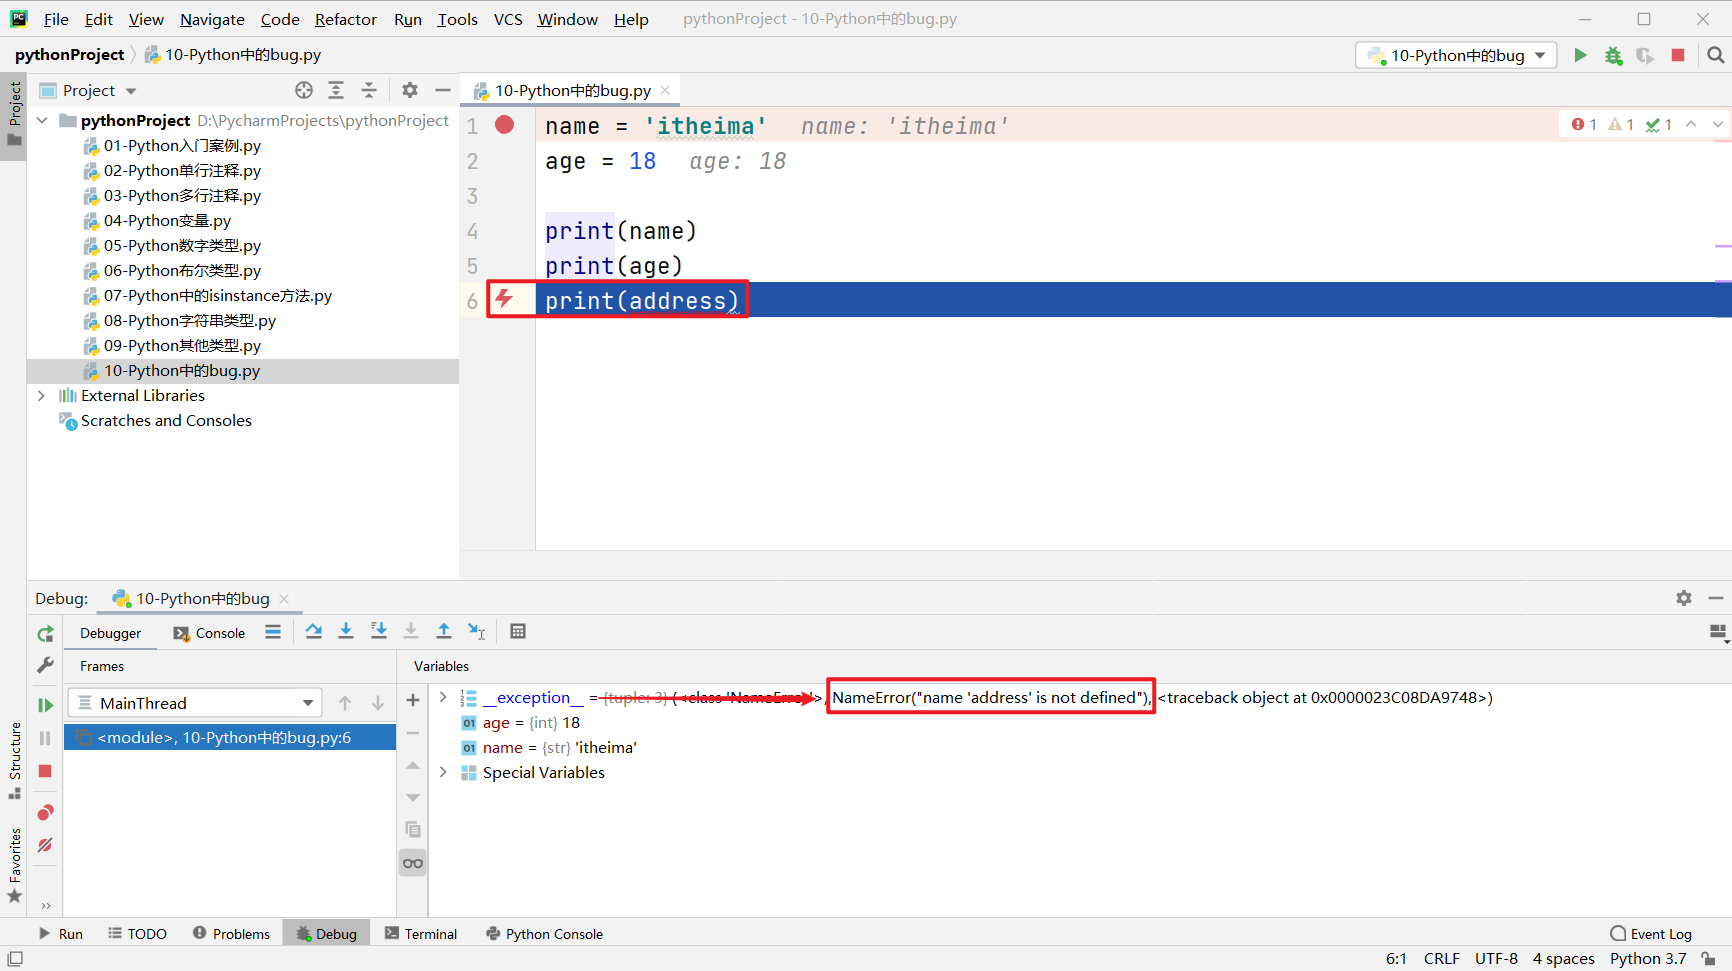 File Edit View Navigate Code Refactor Run Tools VCS Window Help pythonProject - 10-Python中的bug.py
pythonProject 10-Python中的bug.py
10-Python中的bug
Project
Project
10-Python中的bug.py
pythonProject D:\PycharmProjects\pythonProject
01-Python入门案例.py
02-Python单行注释.py
03-Python多行注释.py
04-Python变量.py
05-Python数字类型.py
06-Python布尔类型.py
07-Python中的isinstance方法.py
08-Python字符串类型.py
09-Python其他类型.py
10-Python中的bug.py
External Libraries
Scratches and Consoles
1 name = 'itheima' name: 'itheima'
1 1 1
2 age = 18 age: 18
3
4 print(name)
5 print(age)
6 print(address)
Debug: 10-Python中的bug
Debugger Console
Frames
Variables
MainThread
<module>, 10-Python中的bug.py:6
__exception__ = {tuple: 3} (<class 'NameError'>, NameError("name 'address' is not defined"), <traceback object at 0x0000023C08DA9748>)
age = {int} 18
name = {str} 'itheima'
Special Variables
Structure
Favorites
Run TODO Problems Debug Terminal Python Console Event Log
6:1 CRLF UTF-8 4 spaces Python 3.7